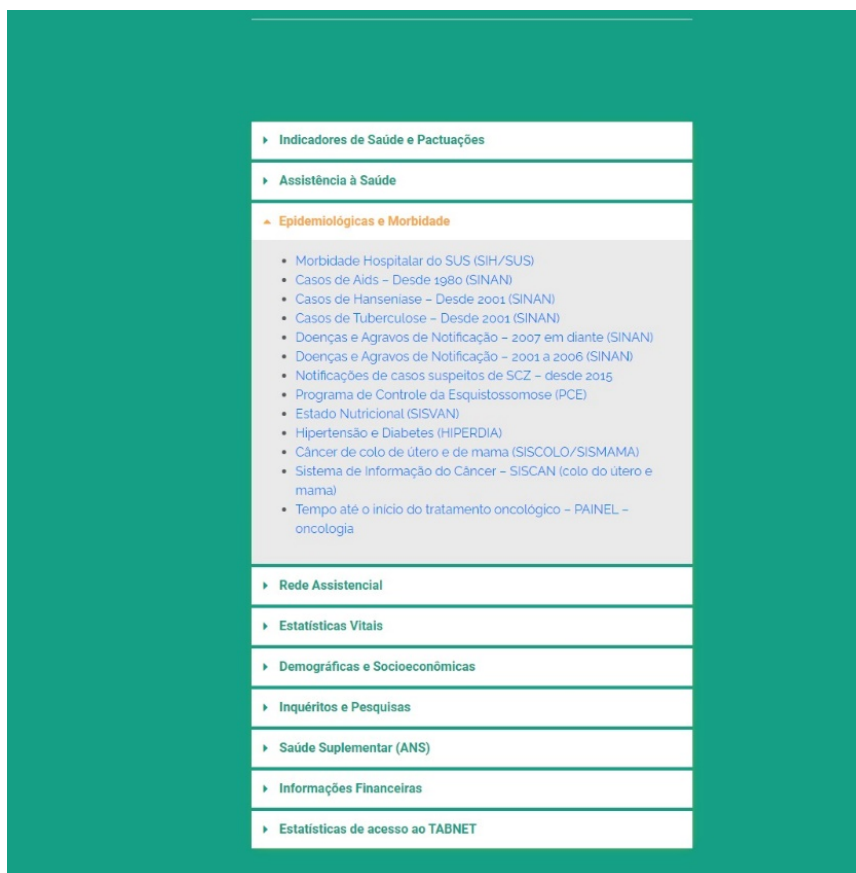 Indicadores de Saúde e Pactuações
Assistência à Saúde
Epidemiológicas e Morbidade
Morbidade Hospitalar do SUS (SIH/SUS)
Casos de Aids – Desde 1980 (SINAN)
Casos de Hanseníase – Desde 2001 (SINAN)
Casos de Tuberculose – Desde 2001 (SINAN)
Doenças e Agravos de Notificação – 2007 em diante (SINAN)
Doenças e Agravos de Notificação – 2001 a 2006 (SINAN)
Notificações de casos suspeitos de SCZ – desde 2015
Programa de Controle da Esquistossomose (PCE)
Estado Nutricional (SISVAN)
Hipertensão e Diabetes (HIPERDIA)
Câncer de colo de útero e de mama (SISCOLO/SISMAMA)
Sistema de Informação do Câncer – SISCAN (colo do útero e
mama)
Tempo até o início do tratamento oncológico – PAINEL –
oncologia
Rede Assistencial
Estatísticas Vitais
Demográficas e Socioeconômicas
Inquéritos e Pesquisas
Saúde Suplementar (ANS)
Informações Financeiras
Estatísticas de acesso ao TABNET